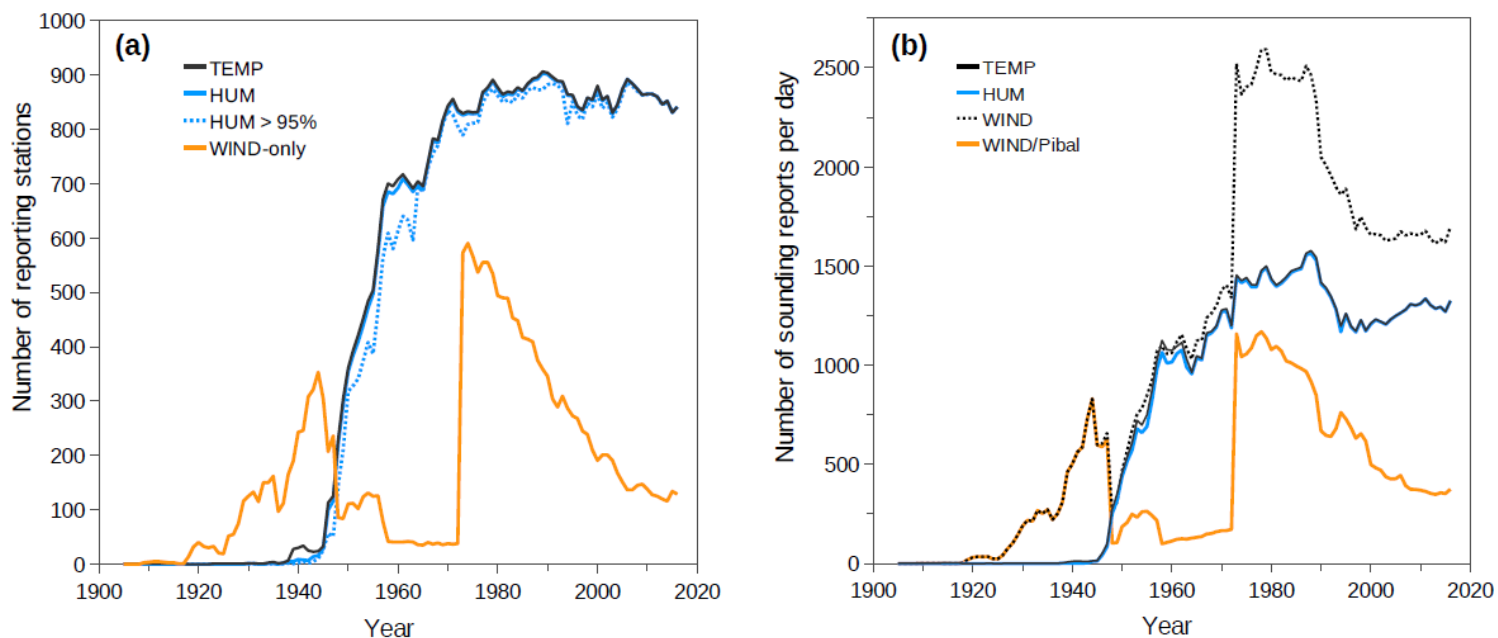 (a)
TEMP
HUM
HUM > 95%
WIND-only
Number of reporting stations
1000
900
800
700
600
500
400
300
200
100
0
1900 1920 1940 1960 1980 2000 2020
Year
(b)
TEMP
HUM
WIND
WIND/Pibal
Number of sounding reports per day
2500
2000
1500
1000
500
0
1900 1920 1940 1960 1980 2000 2020
Year